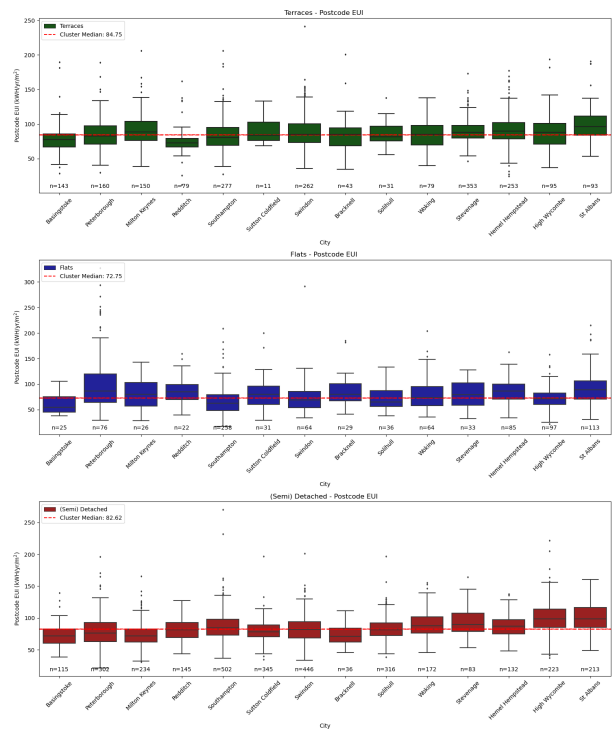 Terraces - Postcode EUI
Terraces
Cluster Median: 84.75
Postcode EUI (kWH/yr/m²)
250
200
150
100
50
n=143 n=160 n=150 n=79 n=277 n=11 n=262 n=43 n=31 n=79 n=353 n=253 n=95 n=93
Basingstoke Peterborough Milton Keynes Redditch Southampton Sutton Coldfield Swindon Bracknell Solihull Woking Stevenage Hemel Hempstead High Wycombe St Albans
City
Flats - Postcode EUI
Flats
Cluster Median: 72.75
Postcode EUI (kWH/yr/m²)
300
250
200
150
100
50
n=25 n=76 n=26 n=22 n=258 n=31 n=64 n=29 n=36 n=64 n=33 n=85 n=97 n=113
Basingstoke Peterborough Milton Keynes Redditch Southampton Sutton Coldfield Swindon Bracknell Solihull Woking Stevenage Hemel Hempstead High Wycombe St Albans
City
(Semi) Detached - Postcode EUI
(Semi) Detached
Cluster Median: 82.62
Postcode EUI (kWH/yr/m²)
250
200
150
100
50
n=115 n=302 n=234 n=145 n=502 n=345 n=446 n=36 n=316 n=172 n=83 n=132 n=223 n=213
Basingstoke Peterborough Milton Keynes Redditch Southampton Sutton Coldfield Swindon Bracknell Solihull Woking Stevenage Hemel Hempstead High Wycombe St Albans
City